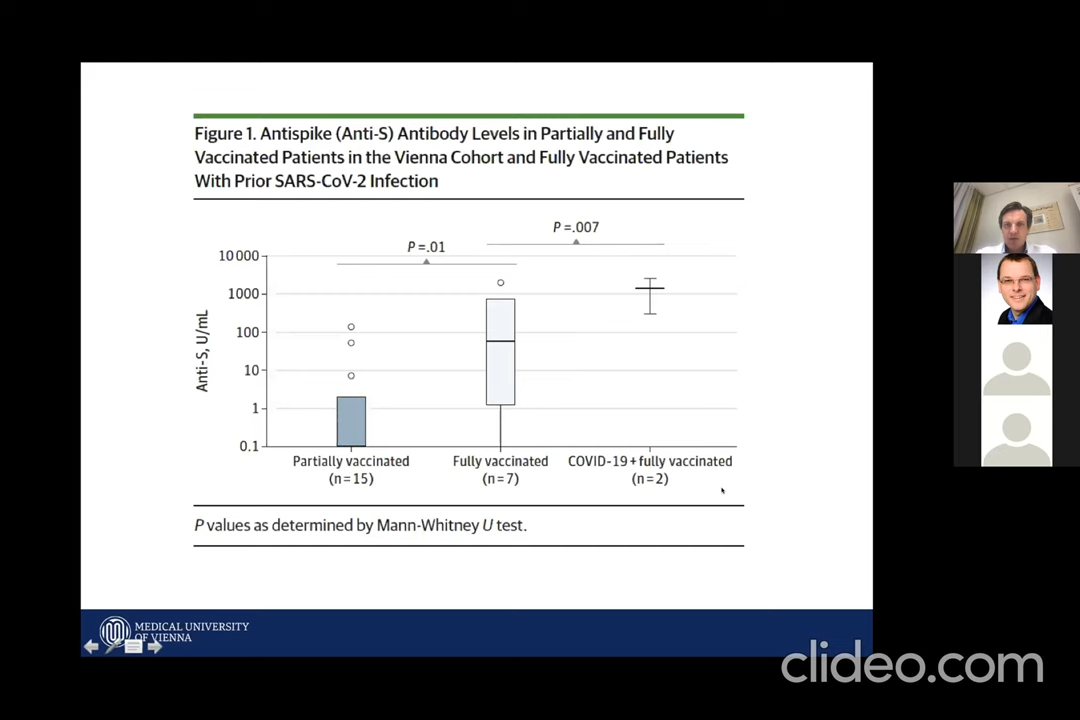 Figure 1. Antispike (Anti-S) Antibody Levels in Partially and Fully
Vaccinated Patients in the Vienna Cohort and Fully Vaccinated Patients
With Prior SARS-CoV-2 Infection
P =.007
P =.01
10 000
1000
100
10
1
0.1
Anti-S, U/mL
Partially vaccinated
(n=15)
Fully vaccinated
(n=7)
COVID-19 + fully vaccinated
(n=2)
P values as determined by Mann-Whitney U test.
MEDICAL UNIVERSITY
OF VIENNA
clideo.com